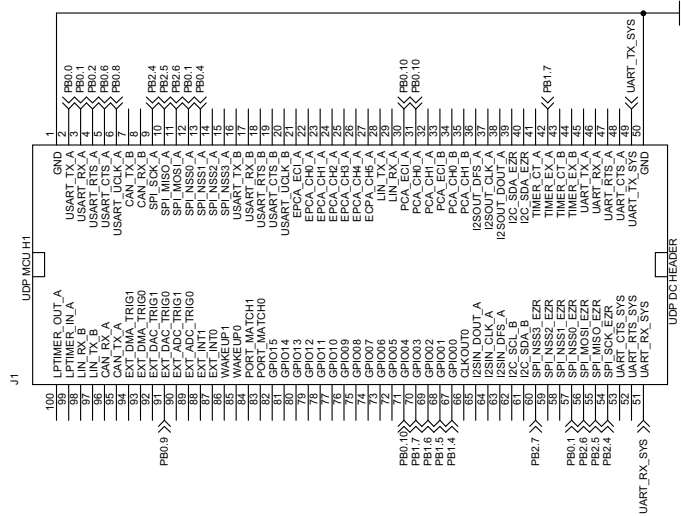 J1
UDP MCU H1
1
2
3
4
5
6
7
8
9
10
11
12
13
14
15
16
17
18
19
20
21
22
23
24
25
26
27
28
29
30
31
32
33
34
35
36
37
38
39
40
41
42
43
44
45
46
47
48
49
50
PB0.0
PB0.1
PB0.2
PB0.6
PB0.8
PB2.4
PB2.5
PB2.6
PB0.1
PB0.4
PB0.10
PB0.10
PB1.7
UART_TX_SYS
GND
USART_TX_A
USART_RX_A
USART_RTS_A
USART_CTS_A
USART_UCLK_A
CAN_TX_B
CAN_RX_B
SPI_SCK_A
SPI_MISO_A
SPI_MOSI_A
SPI_NSS0_A
SPI_NSS1_A
SPI_NSS2_A
SPI_NSS3_A
USART_TX_B
USART_RX_B
USART_RTS_B
USART_CTS_B
USART_UCLK_B
EPCA_ECI_A
EPCA_CH0_A
EPCA_CH1_A
EPCA_CH2_A
EPCA_CH3_A
EPCA_CH4_A
ECPA_CH5_A
LIN_TX_A
LIN_RX_A
PCA_ECI_A
PCA_CH0_A
PCA_CH1_A
PCA_ECI_B
PCA_CH0_B
PCA_CH1_B
I2SOUT_DFS_A
I2SOUT_CLK_A
I2SOUT_DOUT_A
I2C_SDA_EZR
I2C_SDA_EZR
TIMER_CT_A
TIMER_EX_A
TIMER_CT_B
TIMER_EX_B
UART_TX_A
UART_RX_A
UART_RTS_A
UART_CTS_A
UART_TX_SYS
GND
LPTIMER_OUT_A
LPTIMER_IN_A
LIN_RX_B
LIN_TX_B
CAN_RX_A
CAN_TX_A
EXT_DMA_TRIG1
EXT_DMA_TRIG0
EXT_DAC_TRIG1
EXT_DAC_TRIG0
EXT_ADC_TRIG1
EXT_ADC_TRIG0
EXT_INT1
EXT_INT0
WAKEUP1
WAKEUP0
PORT_MATCH1
PORT_MATCH0
GPIO15
GPIO14
GPIO13
GPIO12
GPIO11
GPIO10
GPIO09
GPIO08
GPIO07
GPIO06
GPIO05
GPIO04
GPIO03
GPIO02
GPIO01
GPIO00
CLKOUT0
I2SIN_DOUT_A
I2SIN_CLK_A
I2SIN_DFS_A
I2C_SCL_B
I2C_SDA_B
SPI_NSS3_EZR
SPI_NSS2_EZR
SPI_NSS1_EZR
SPI_NSS0_EZR
SPI_MOSI_EZR
SPI_MISO_EZR
SPI_SCK_EZR
UART_CTS_SYS
UART_RTS_SYS
UART_RX_SYS
100
99
98
97
96
95
94
93
92
91
90
89
88
87
86
85
84
83
82
81
80
79
78
77
76
75
74
73
72
71
70
69
68
67
66
65
64
63
62
61
60
59
58
57
56
55
54
53
52
51
PB0.9
PB0.10
PB1.7
PB1.6
PB1.5
PB1.4
PB2.7
PB0.1
PB2.6
PB2.5
PB2.4
UART_RX_SYS
UDP DC HEADER